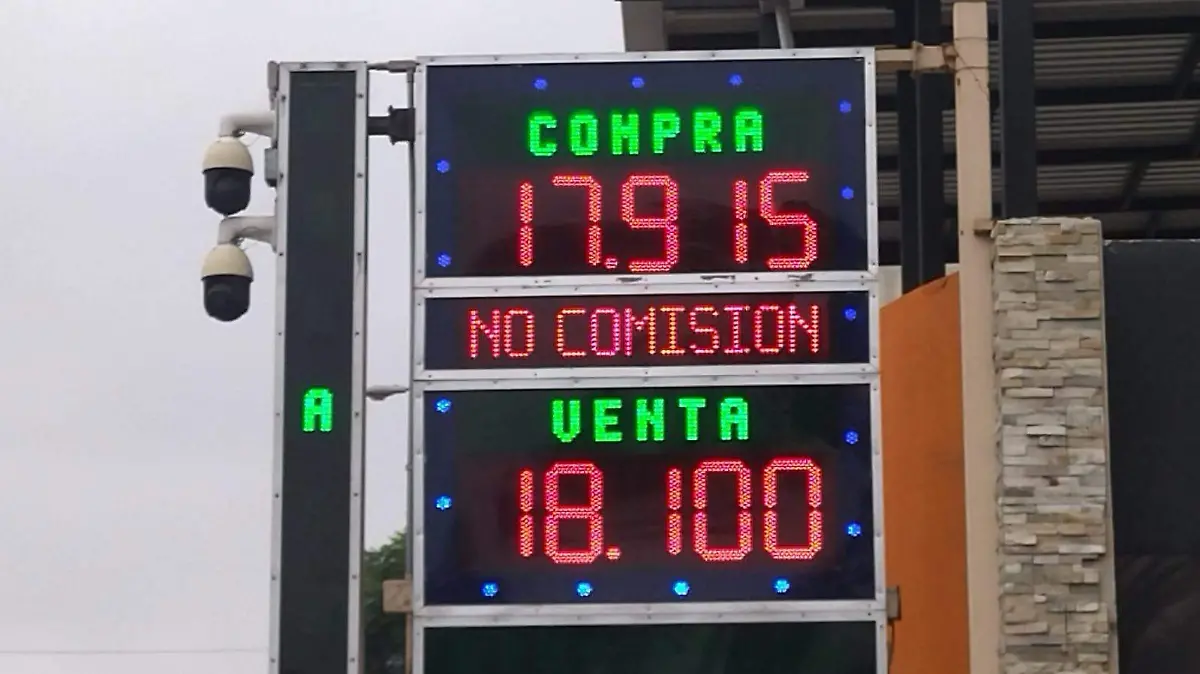 COMPRA
17.915
NO COMISION
A
VENTA
18.100